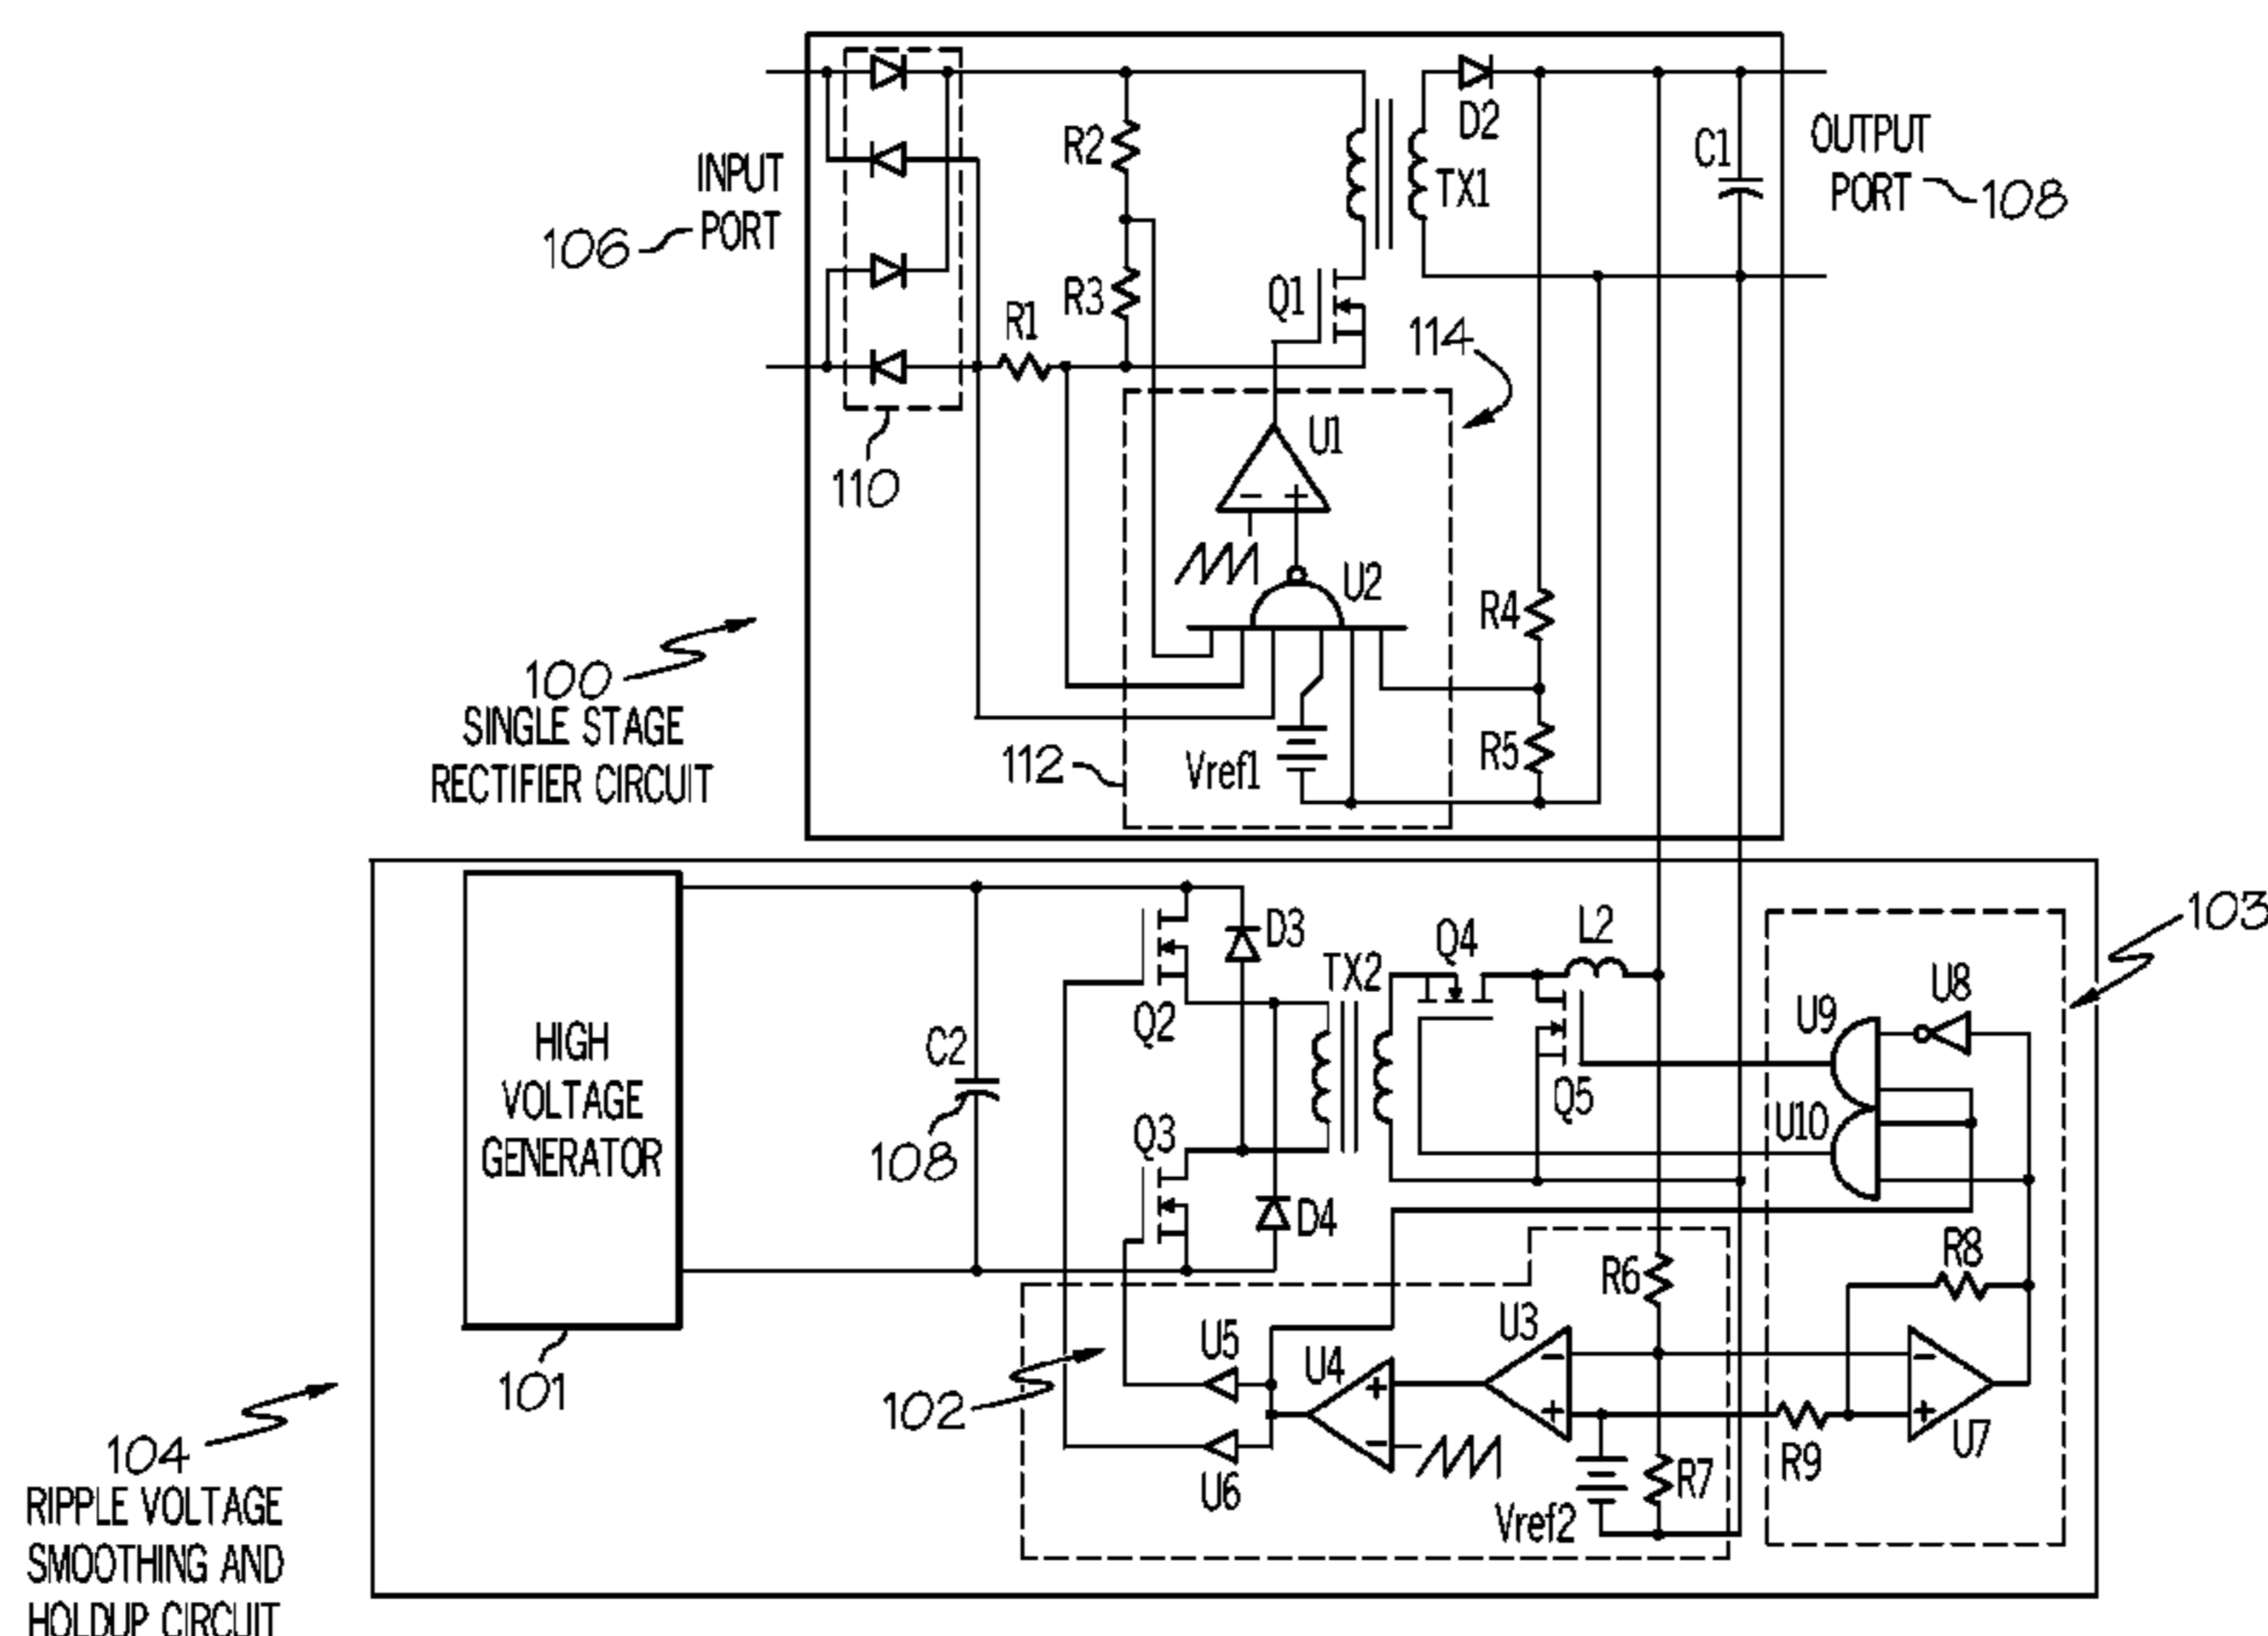 INPUT
PORT
106
110
R2
R3
R1
Q1
TX1
D2
C1
OUTPUT
PORT
108
114
U1
- +
U2
R4
R5
112
Vref1
100
SINGLE STAGE
RECTIFIER CIRCUIT
HIGH
VOLTAGE
GENERATOR
101
C2
108
Q2
D3
TX2
Q4
L2
Q5
Q3
D4
103
U9
U8
U10
R8
R6
U3
- +
U4
+ -
U5
U6
102
Vref2
R7
R9
- +
U7
104
RIPPLE VOLTAGE
SMOOTHING AND
HOLDUP CIRCUIT